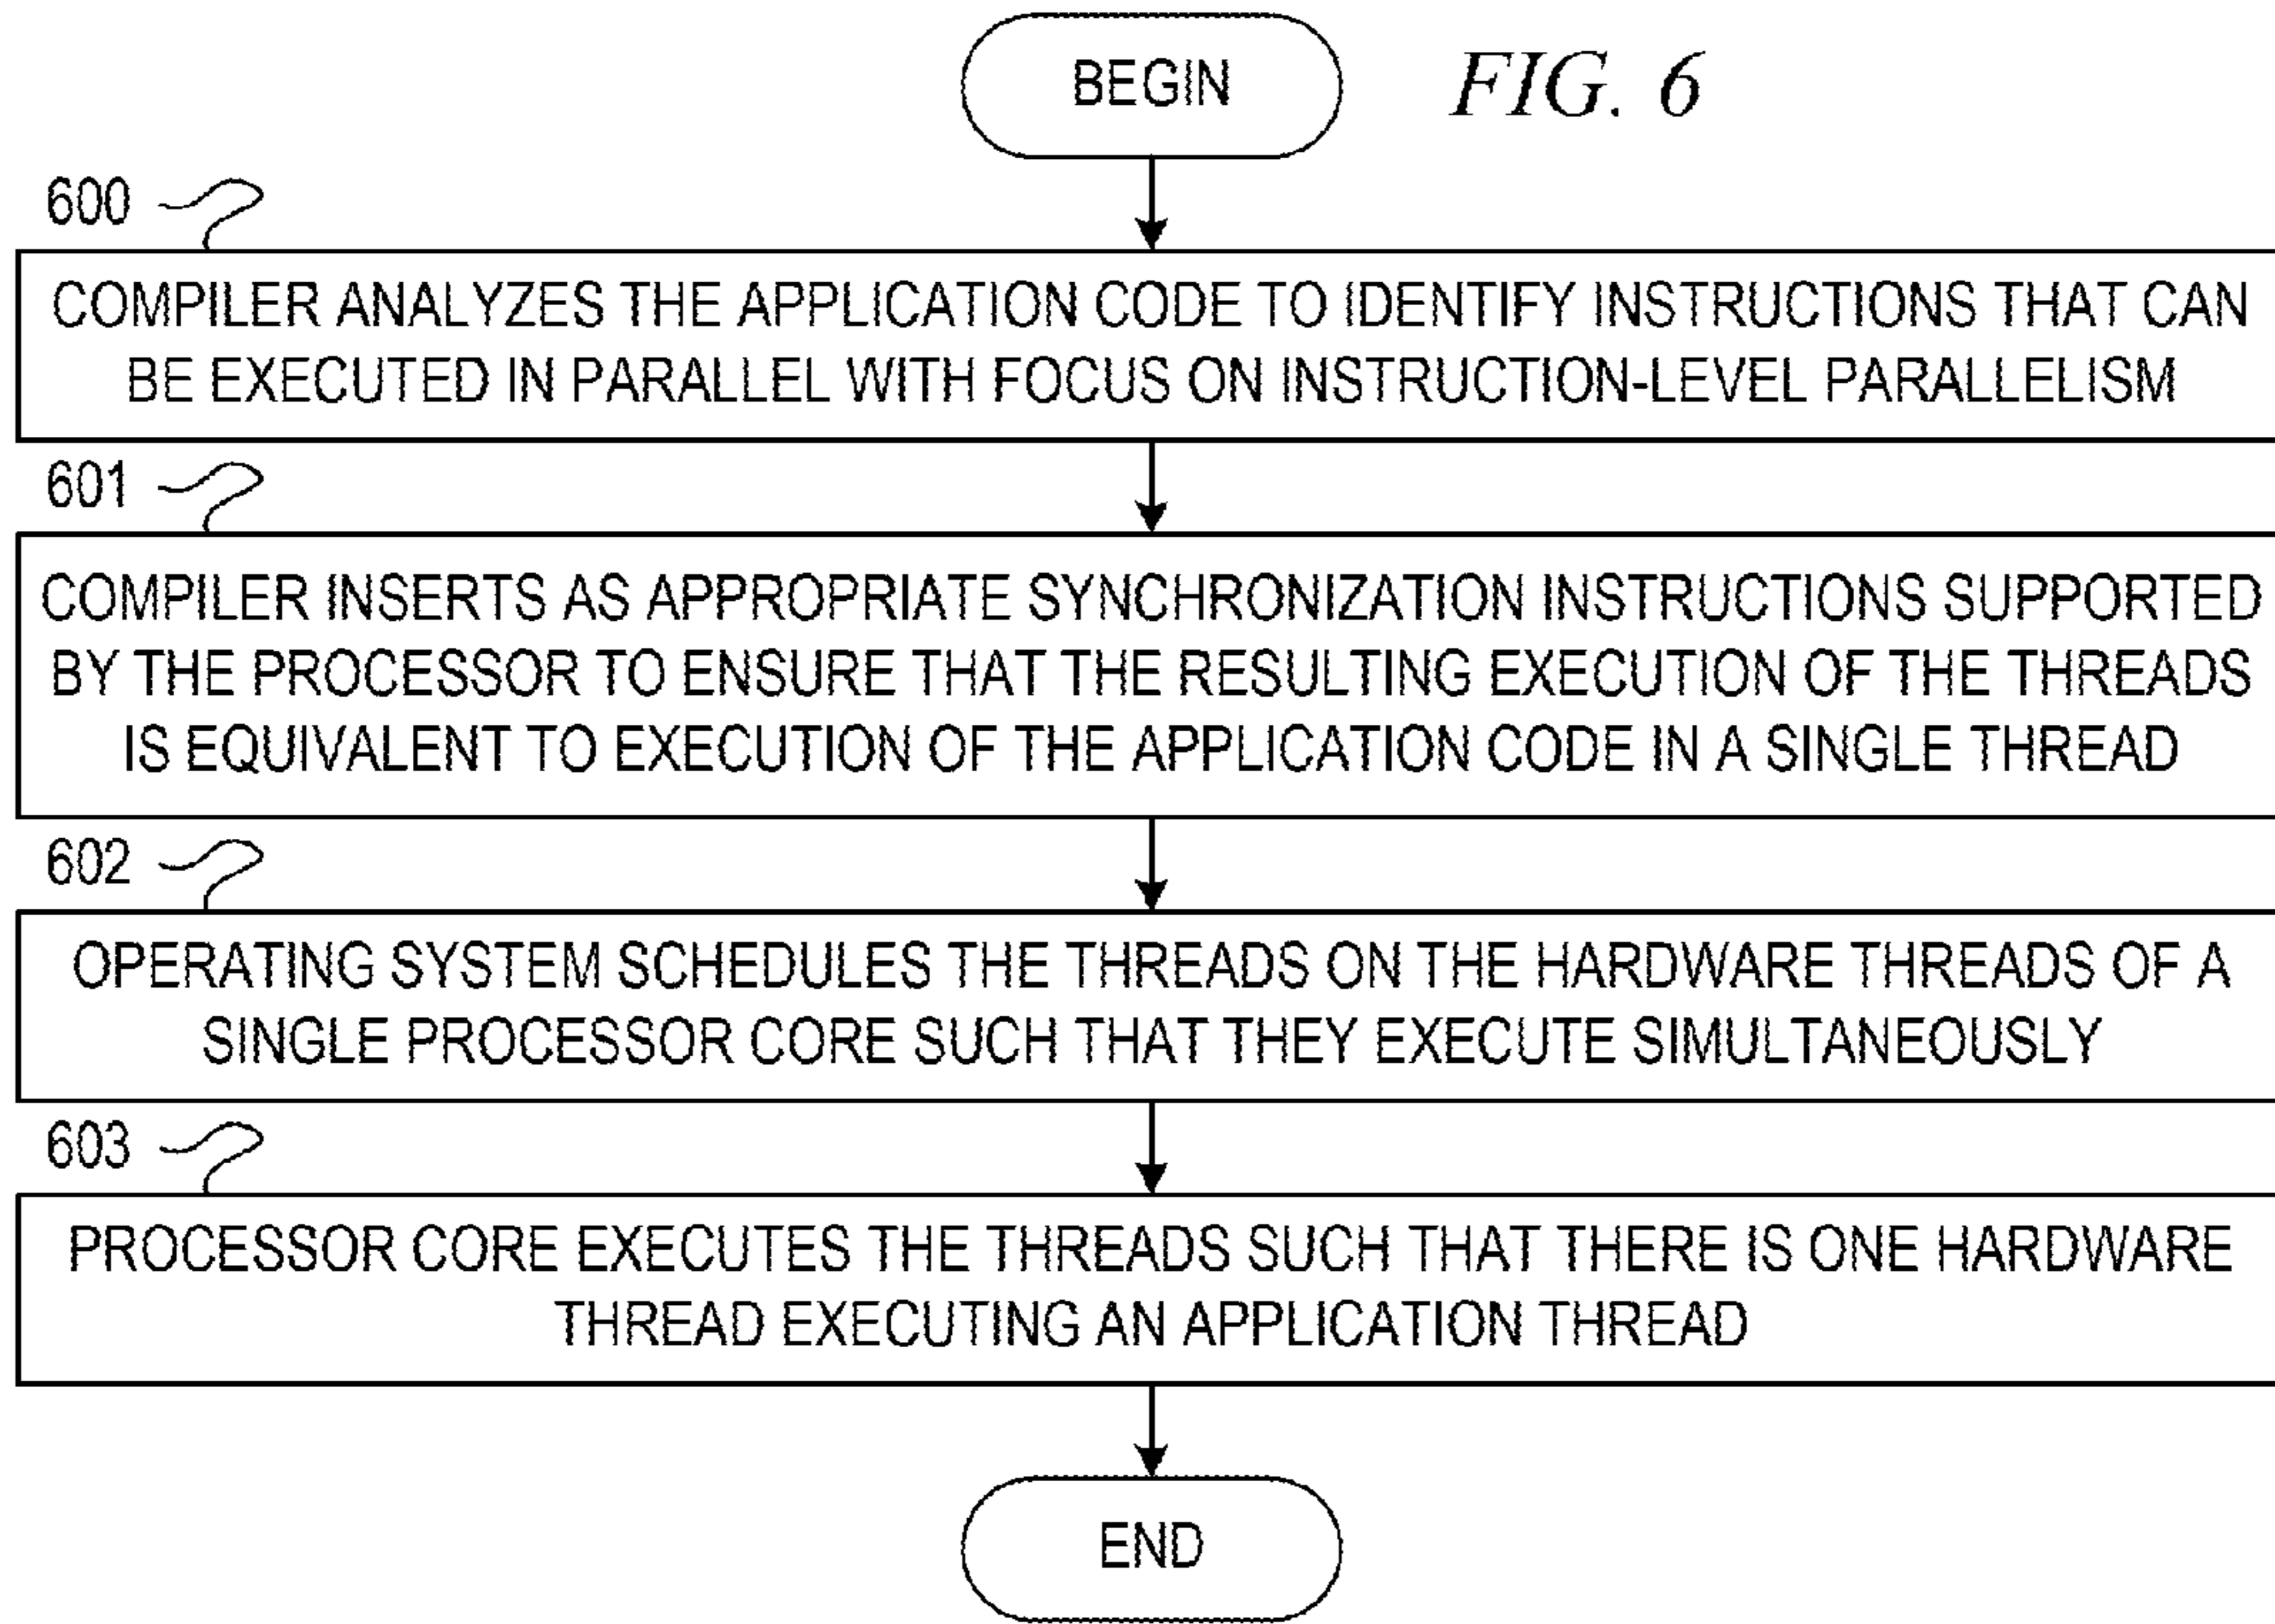 BEGIN
FIG. 6
600
COMPILER ANALYZES THE APPLICATION CODE TO IDENTIFY INSTRUCTIONS THAT CAN
BE EXECUTED IN PARALLEL WITH FOCUS ON INSTRUCTION-LEVEL PARALLELISM
601
COMPILER INSERTS AS APPROPRIATE SYNCHRONIZATION INSTRUCTIONS SUPPORTED
BY THE PROCESSOR TO ENSURE THAT THE RESULTING EXECUTION OF THE THREADS
IS EQUIVALENT TO EXECUTION OF THE APPLICATION CODE IN A SINGLE THREAD
602
OPERATING SYSTEM SCHEDULES THE THREADS ON THE HARDWARE THREADS OF A
SINGLE PROCESSOR CORE SUCH THAT THEY EXECUTE SIMULTANEOUSLY
603
PROCESSOR CORE EXECUTES THE THREADS SUCH THAT THERE IS ONE HARDWARE
THREAD EXECUTING AN APPLICATION THREAD
END